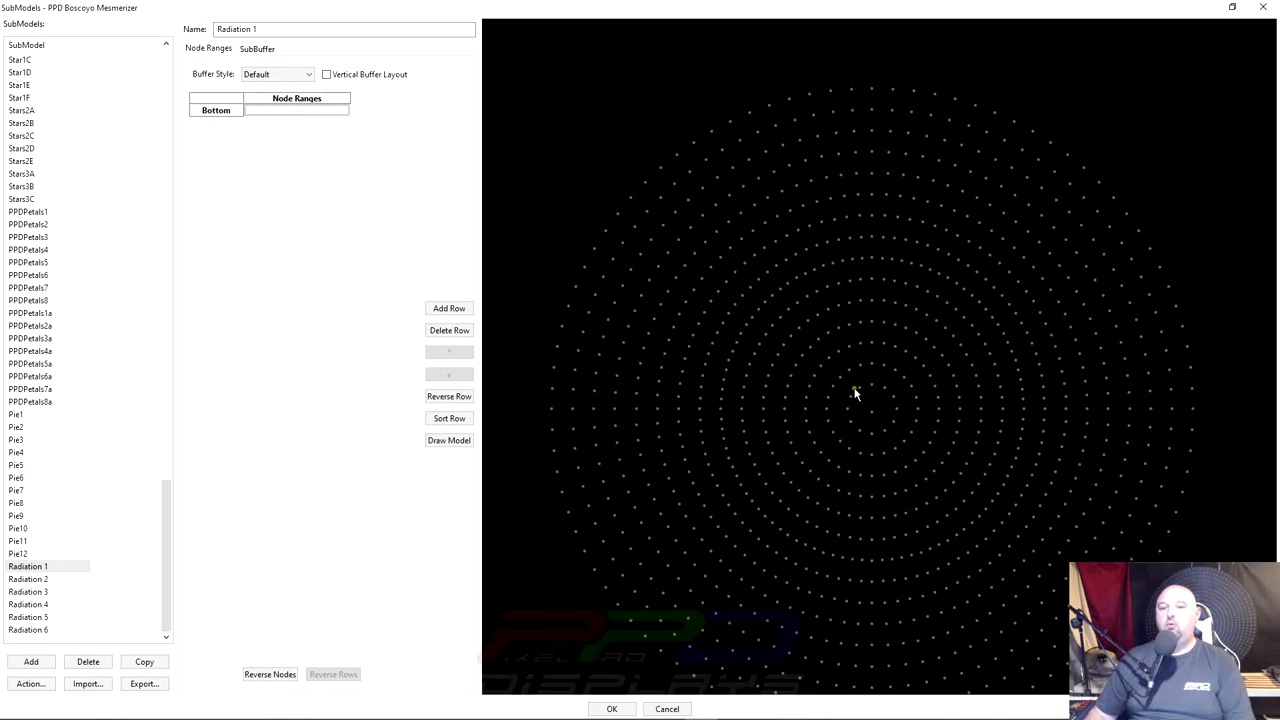 SubModels - PPD Boscoyo Mesmerizer
SubModels:
SubModel
Star1C
Star1D
Star1E
Star1F
Stars2A
Stars2B
Stars2C
Stars2D
Stars2E
Stars3A
Stars3B
Stars3C
PPDPetals1
PPDPetals2
PPDPetals3
PPDPetals4
PPDPetals5
PPDPetals6
PPDPetals7
PPDPetals8
PPDPetals1a
PPDPetals2a
PPDPetals3a
PPDPetals4a
PPDPetals5a
PPDPetals6a
PPDPetals7a
PPDPetals8a
Pie1
Pie2
Pie3
Pie4
Pie5
Pie6
Pie7
Pie8
Pie9
Pie10
Pie11
Pie12
Radiation 1
Radiation 2
Radiation 3
Radiation 4
Radiation 5
Radiation 6
Add Delete Copy
Action... Import... Export...
Name: Radiation 1
Node Ranges SubBuffer
Buffer Style: Default Vertical Buffer Layout
Node Ranges
Bottom
Add Row
Delete Row
^
v
Reverse Row
Sort Row
Draw Model
Reverse Nodes Reverse Rows
PPD
DISPLAYS
OK Cancel